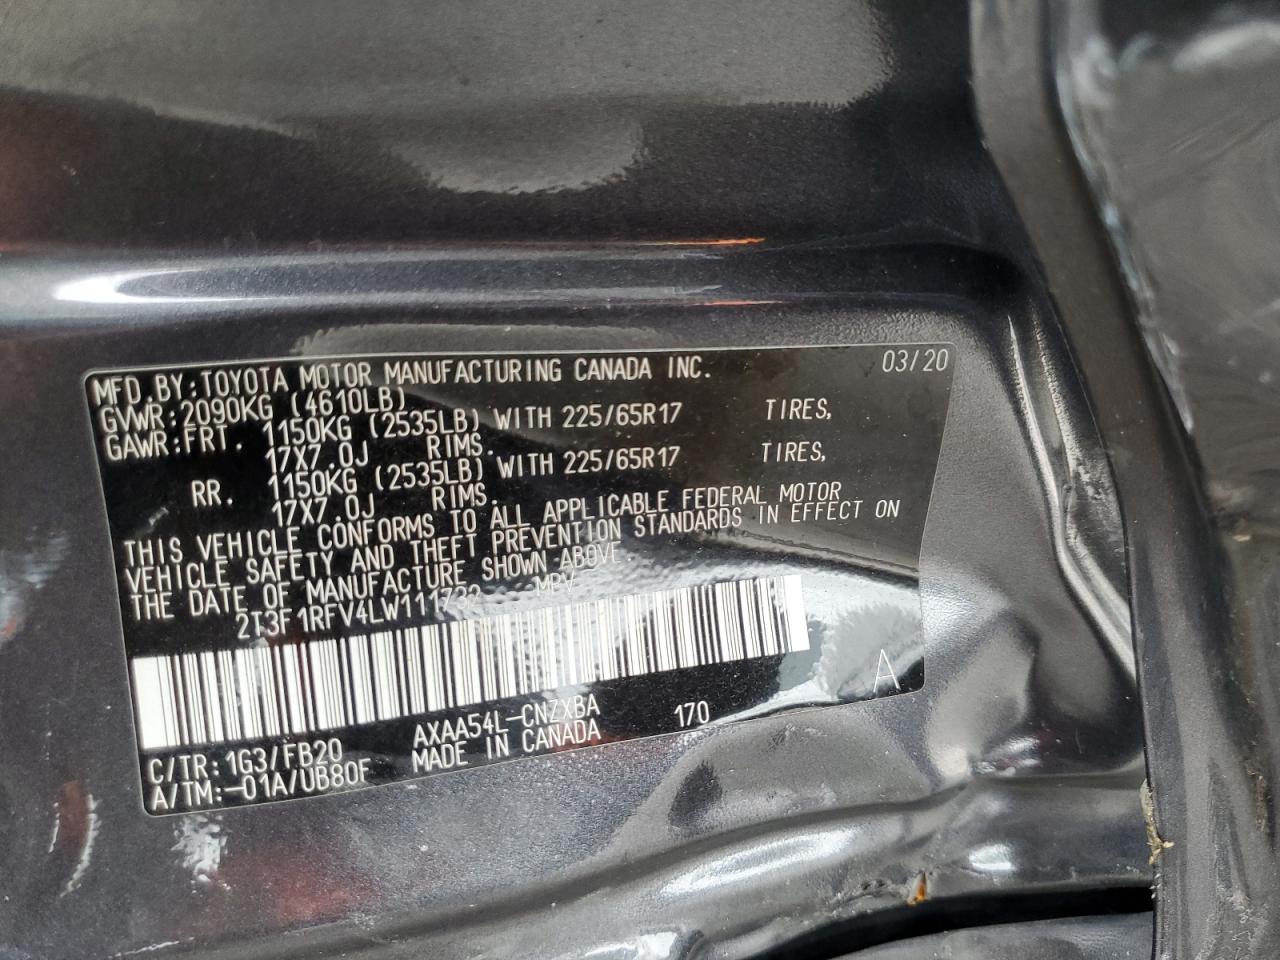 MFD.BY:TOYOTA MOTOR MANUFACTURING CANADA INC. 03/20
GVWR:2090KG (4610LB)
GAWR:FRT. 1150KG (2535LB) WITH 225/65R17 TIRES,
17X7.0J RIMS.
RR. 1150KG (2535LB) WITH 225/65R17 TIRES,
17X7.0J RIMS.
THIS VEHICLE CONFORMS TO ALL APPLICABLE FEDERAL MOTOR
VEHICLE SAFETY AND THEFT PREVENTION STANDARDS IN EFFECT ON
THE DATE OF MANUFACTURE SHOWN ABOVE.
2T3F1RFV4LW111732 MPV
A
AXAA54L-CNZXBA 170
C/TR:1G3/FB20 MADE IN CANADA
A/TM:-01A/UB80F